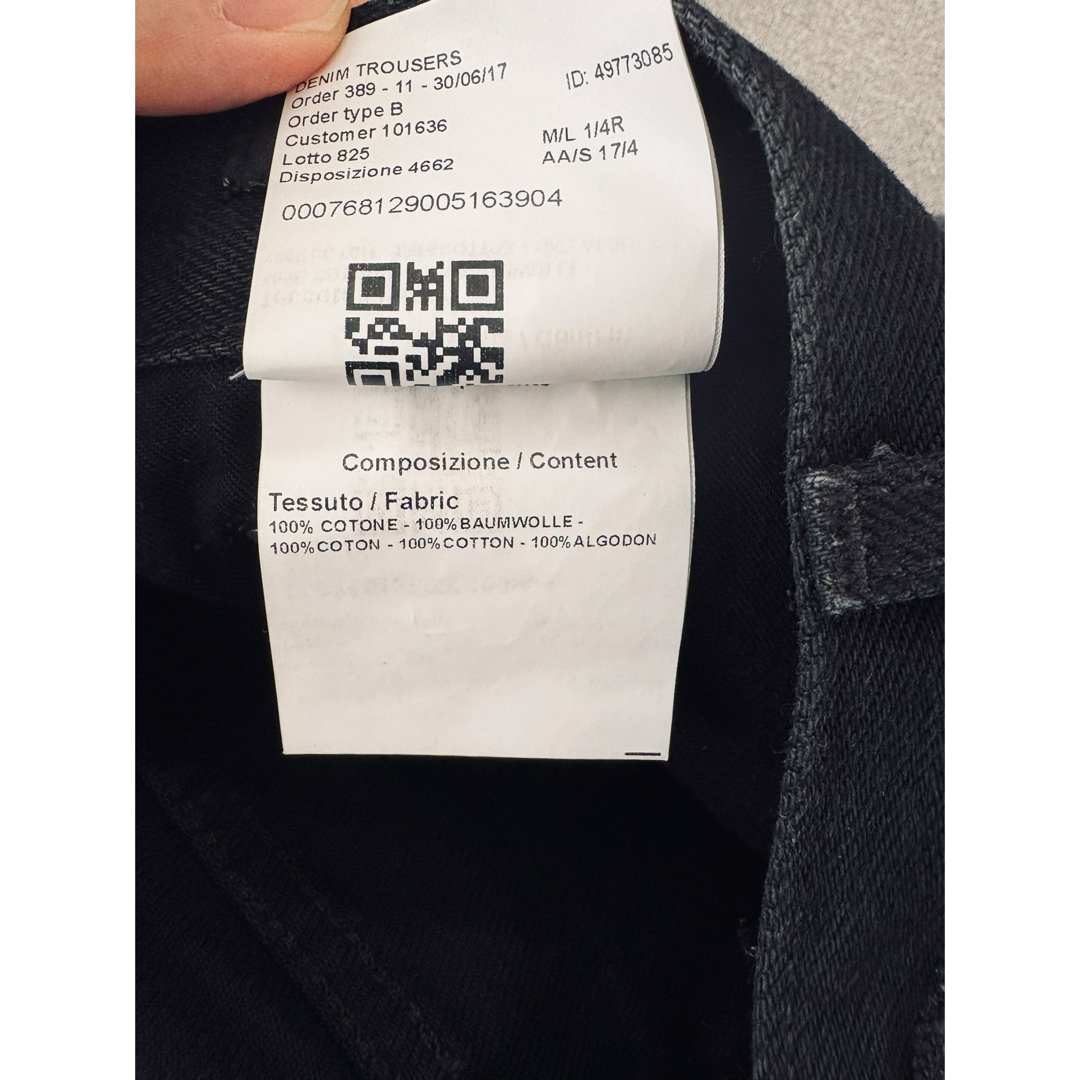 DENIM TROUSERS
Order 389 - 11 - 30/06/17
ID: 49773085
Order type B
Customer 101636
M/L 1/4R
Lotto 825
AA/S 17/4
Disposizione 4662
000768129005163904
Composizione / Content
Tessuto / Fabric
100% COTONE - 100%BAUMWOLLE -
100%COTON - 100%COTTON - 100%ALGODON